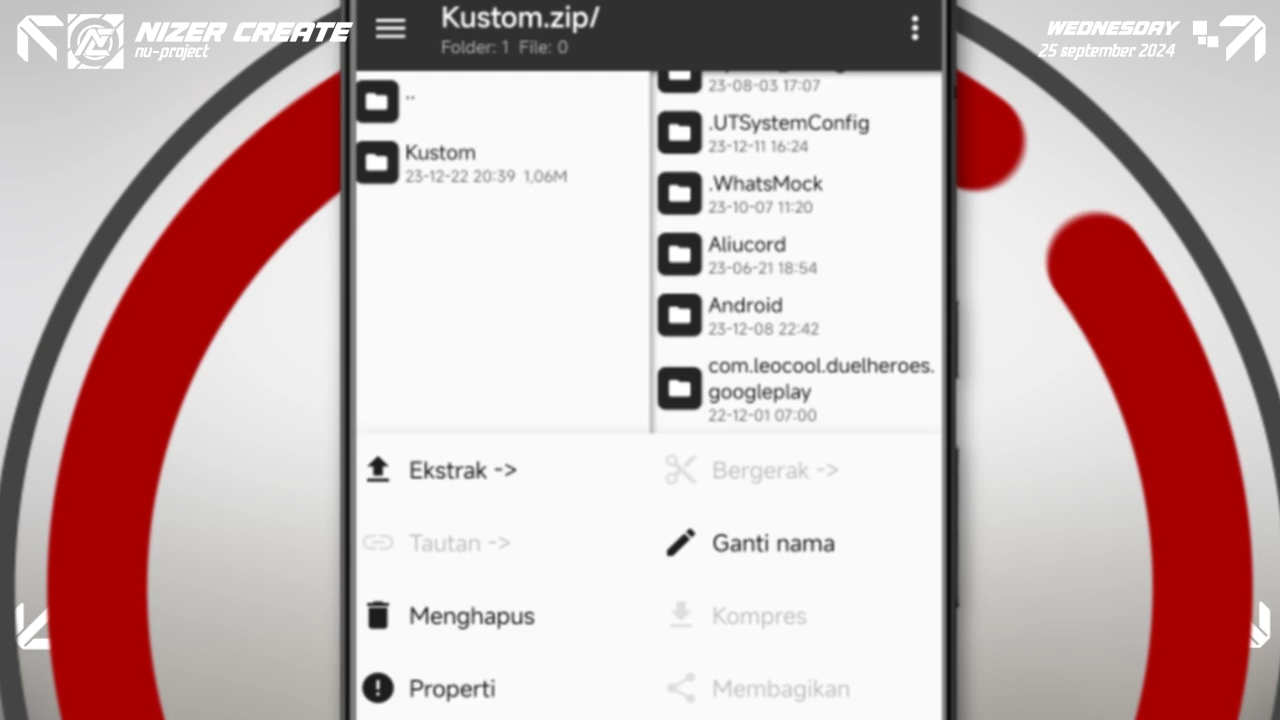 NIZER CREATE
nu-project
WEDNESDAY
25 september 2024
Kustom.zip/
Folder: 1 File: 0
..
Kustom
23-12-22 20:39 1,06M
23-08-03 17:07
.UTSystemConfig
23-12-11 16:24
.WhatsMock
23-10-07 11:20
Aliucord
23-06-21 18:54
Android
23-12-08 22:42
com.leocool.duelheroes.
googleplay
22-12-01 07:00
Ekstrak ->
Bergerak ->
Tautan ->
Ganti nama
Menghapus
Kompres
Properti
Membagikan